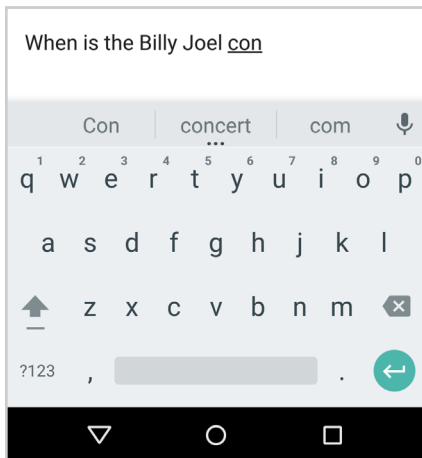 When is the Billy Joel con
Con concert com
1 2 3 4 5 6 7 8 9 0
q w e r t y u i o p
a s d f g h j k l
z x c v b n m
?123 , .